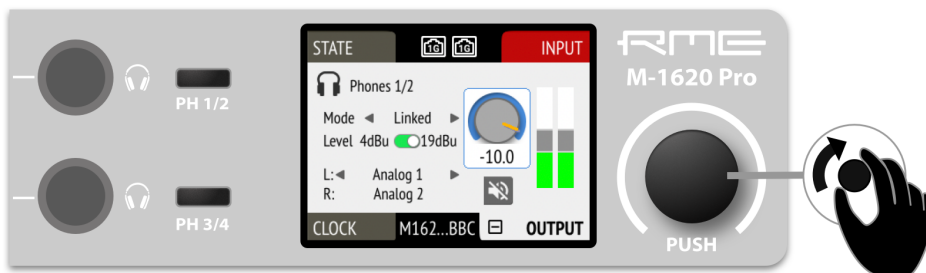 PH 1/2
PH 3/4
STATE
1G 1G
INPUT
Phones 1/2
Mode ◀ Linked ▶
Level 4dBu 19dBu
-10.0
L:◀ Analog 1 ▶
R: Analog 2
CLOCK
M162...BBC
OUTPUT
RME
M-1620 Pro
PUSH